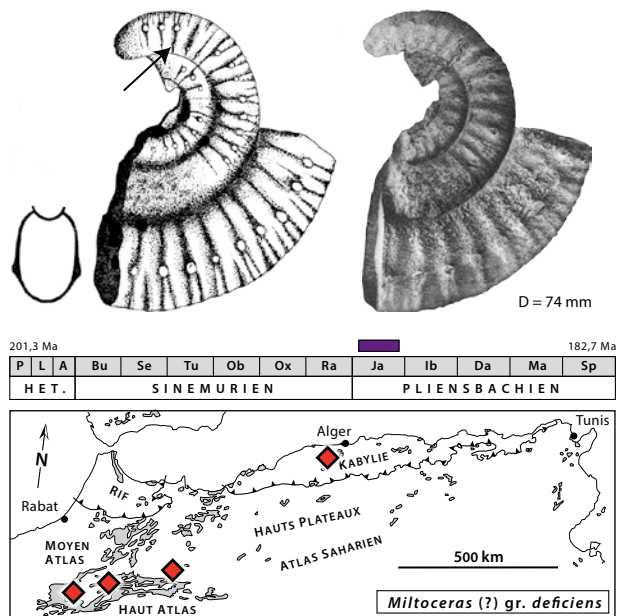 D = 74 mm
201,3 Ma 182,7 Ma
P L A Bu Se Tu Ob Ox Ra Ja Ib Da Ma Sp
HET. SINEMURIEN PLIENSBACHIEN
Tunis
Alger
N
KABYLIE
RIF
Rabat
HAUTS PLATEAUX
MOYEN
ATLAS
ATLAS SAHARIEN
500 km
HAUT ATLAS
Miltoceras (?) gr. deficiens